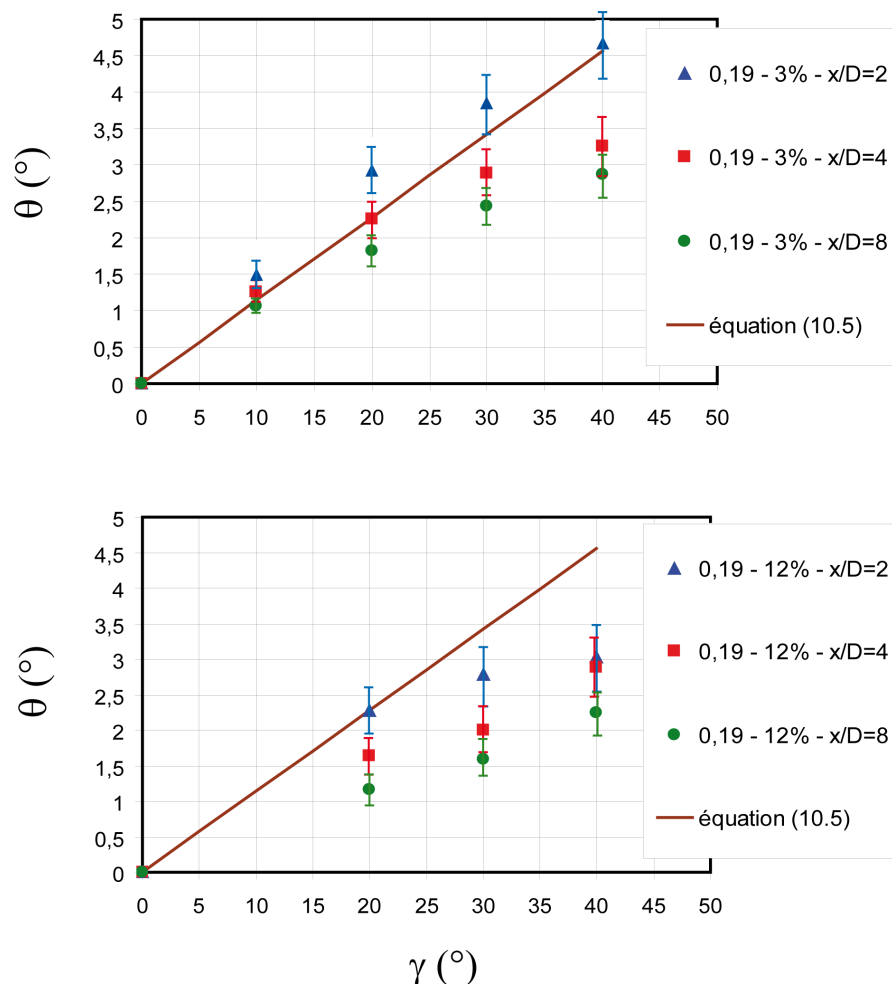 5
4,5
4
3,5
3
2,5
2
1,5
1
0,5
0
θ (°)
0 5 10 15 20 25 30 35 40 45 50
0,19 - 3% - x/D=2
0,19 - 3% - x/D=4
0,19 - 3% - x/D=8
équation (10.5)
5
4,5
4
3,5
3
2,5
2
1,5
1
0,5
0
θ (°)
0 5 10 15 20 25 30 35 40 45 50
0,19 - 12% - x/D=2
0,19 - 12% - x/D=4
0,19 - 12% - x/D=8
équation (10.5)
γ (°)